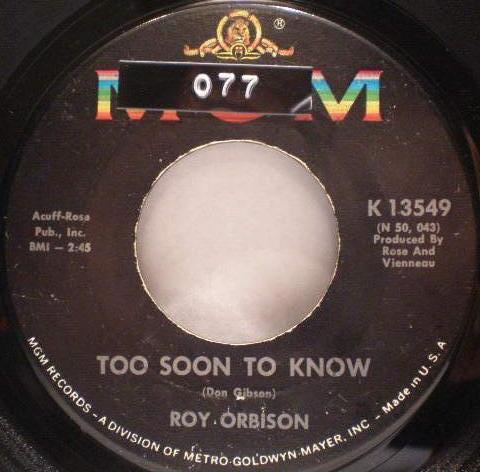 ®
077
M M
K 13549
(N 50, 043)
Produced By
Rose And
Vienneau
Acuff-Rose
Pub., Inc.
BMI - 2:45
TOO SOON TO KNOW
(Don Gibson)
ROY ORBISON
MGM RECORDS - A DIVISION OF METRO-GOLDWYN-MAYER, INC - Made in U.S.A